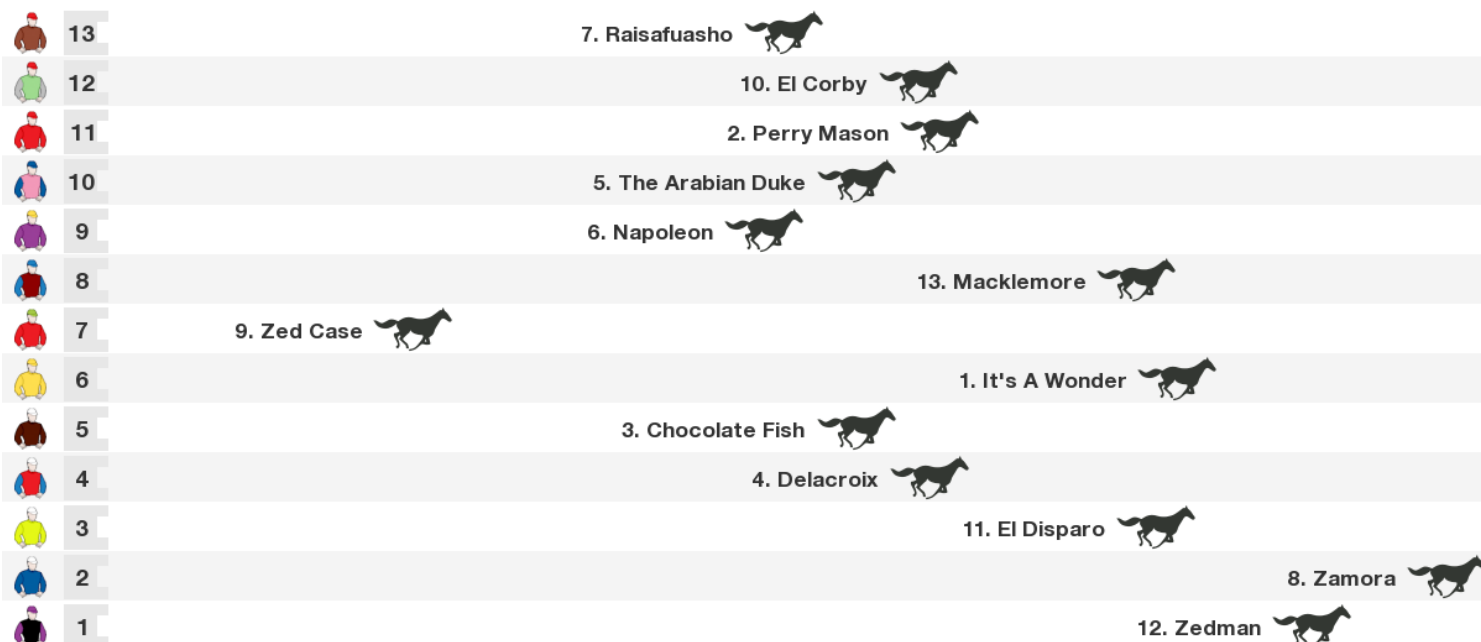 13 7. Raisafuasho
12 10. El Corby
11 2. Perry Mason
10 5. The Arabian Duke
9 6. Napoleon
8 13. Macklemore
7 9. Zed Case
6 1. It's A Wonder
5 3. Chocolate Fish
4 4. Delacroix
3 11. El Disparo
2 8. Zamora
1 12. Zedman